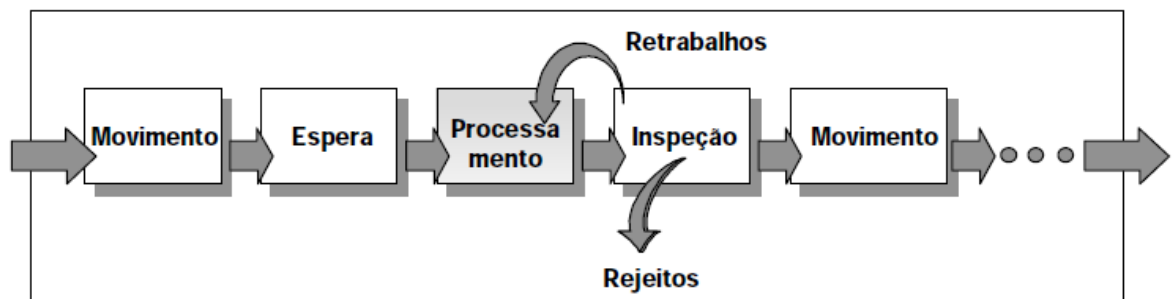 Retrabalhos
Movimento
Espera
Processa
mento
Inspeção
Movimento
Rejeitos